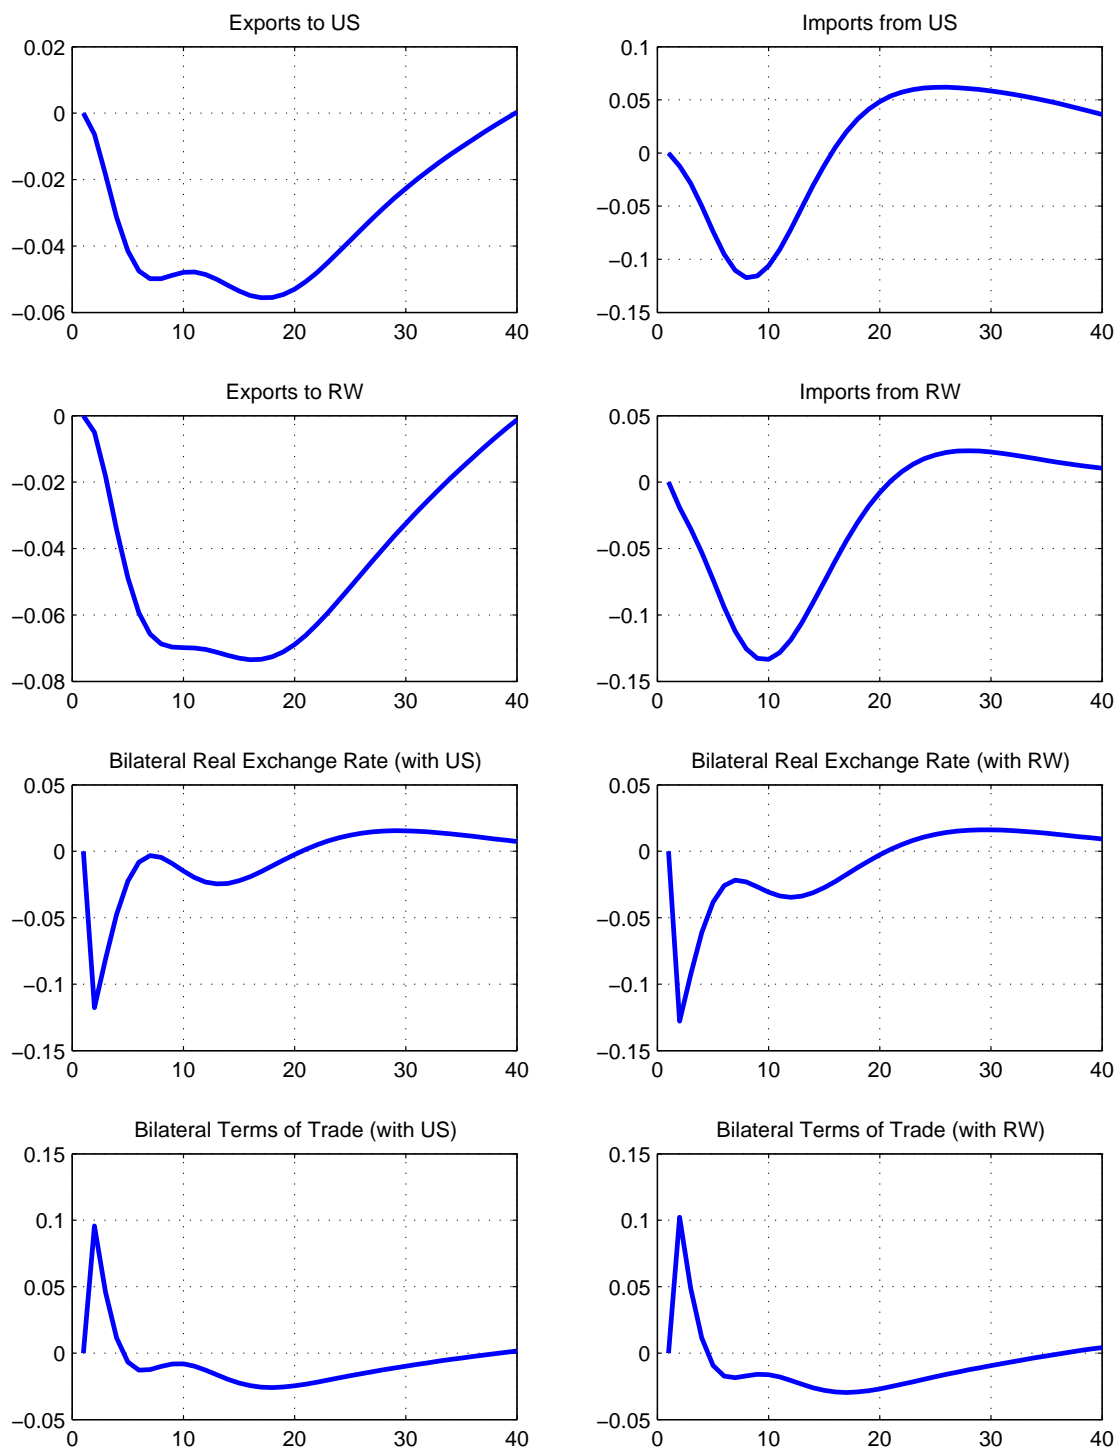 Exports to US
0.02
0
−0.02
−0.04
−0.06
0 10 20 30 40
Imports from US
0.1
0.05
0
−0.05
−0.1
−0.15
0 10 20 30 40
Exports to RW
0
−0.02
−0.04
−0.06
−0.08
0 10 20 30 40
Imports from RW
0.05
0
−0.05
−0.1
−0.15
0 10 20 30 40
Bilateral Real Exchange Rate (with US)
0.05
0
−0.05
−0.1
−0.15
0 10 20 30 40
Bilateral Real Exchange Rate (with RW)
0.05
0
−0.05
−0.1
−0.15
0 10 20 30 40
Bilateral Terms of Trade (with US)
0.15
0.1
0.05
0
−0.05
0 10 20 30 40
Bilateral Terms of Trade (with RW)
0.15
0.1
0.05
0
−0.05
0 10 20 30 40